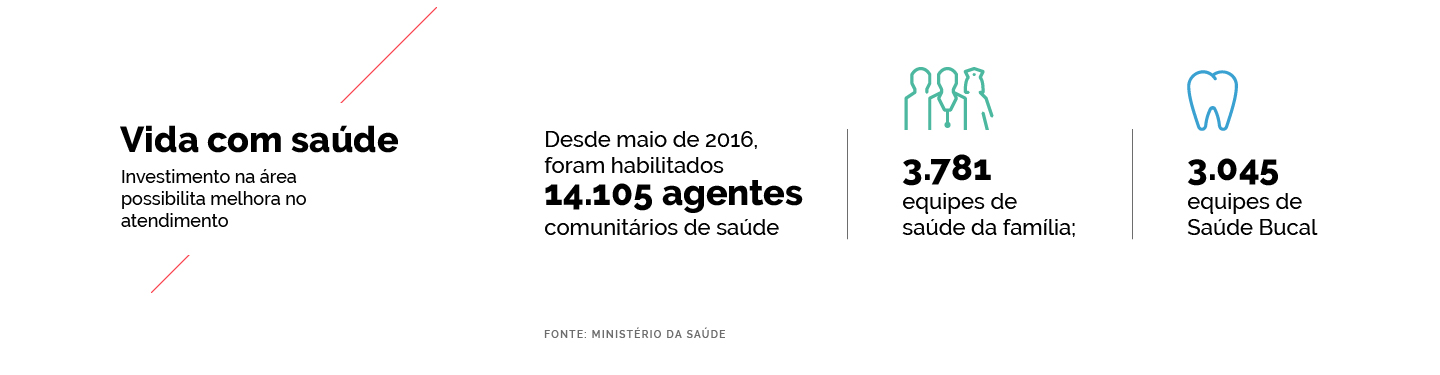 Vida com saúde
Investimento na área
possibilita melhora no
atendimento
Desde maio de 2016,
foram habilitados
14.105 agentes
comunitários de saúde
3.781
equipes de
saúde da família;
3.045
equipes de
Saúde Bucal
FONTE: MINISTÉRIO DA SAÚDE